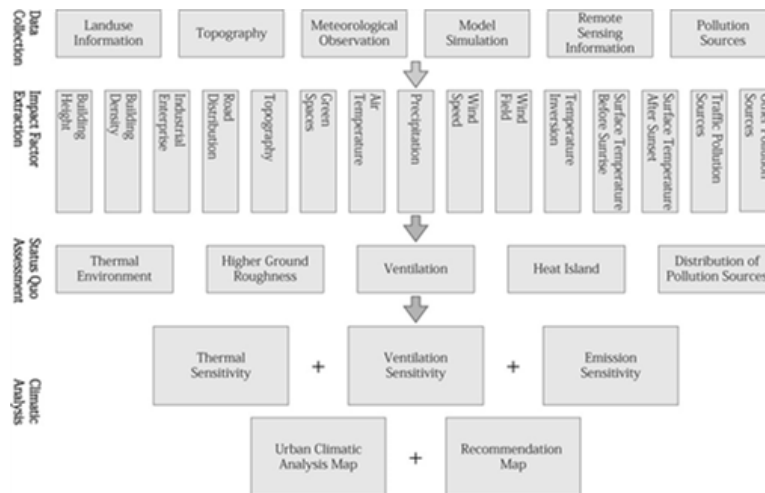 Data
Collection
Landuse
Information
Topography
Meteorological
Observation
Model
Simulation
Remote
Sensing
Information
Pollution
Sources
Impact Factor
Extraction
Building
Height
Building
Density
Industrial
Enterprise
Road
Distribution
Topography
Green
Spaces
Air
Temperature
Precipitation
Wind
Speed
Wind
Field
Temperature
Inversion
Surface Temperature
Before Sunrise
Surface Temperature
After Sunset
Traffic Pollution
Sources
Sources
Status Quo
Assessment
Thermal
Environment
Higher Ground
Roughness
Ventilation
Heat Island
Distribution of
Pollution Sources
Climatic
Analysis
Thermal
Sensitivity
+
Ventilation
Sensitivity
+
Emission
Sensitivity
Urban Climatic
Analysis Map
+
Recommendation
Map